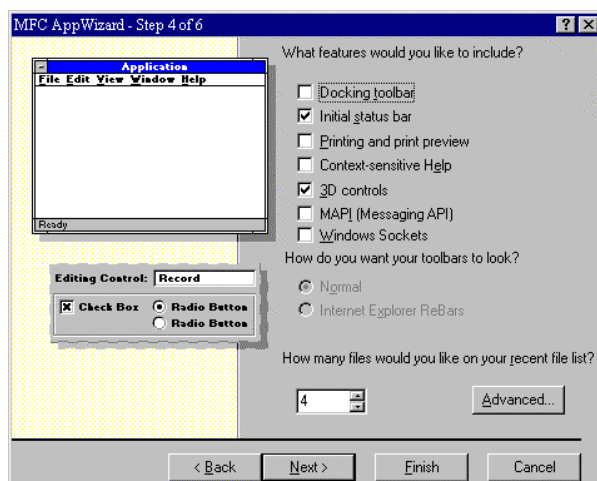 MFC AppWizard - Step 4 of 6
What features would you like to include?
Application
File Edit View Window Help
Ready
Docking toolbar
Initial status bar
Printing and print preview
Context-sensitive Help
3D controls
MAPI (Messaging API)
Windows Sockets
How do you want your toolbars to look?
Normal
Internet Explorer ReBars
Editing Control: Record
Check Box Radio Button
Radio Button
How many files would you like on your recent file list?
4 Advanced...
< Back Next > Finish Cancel